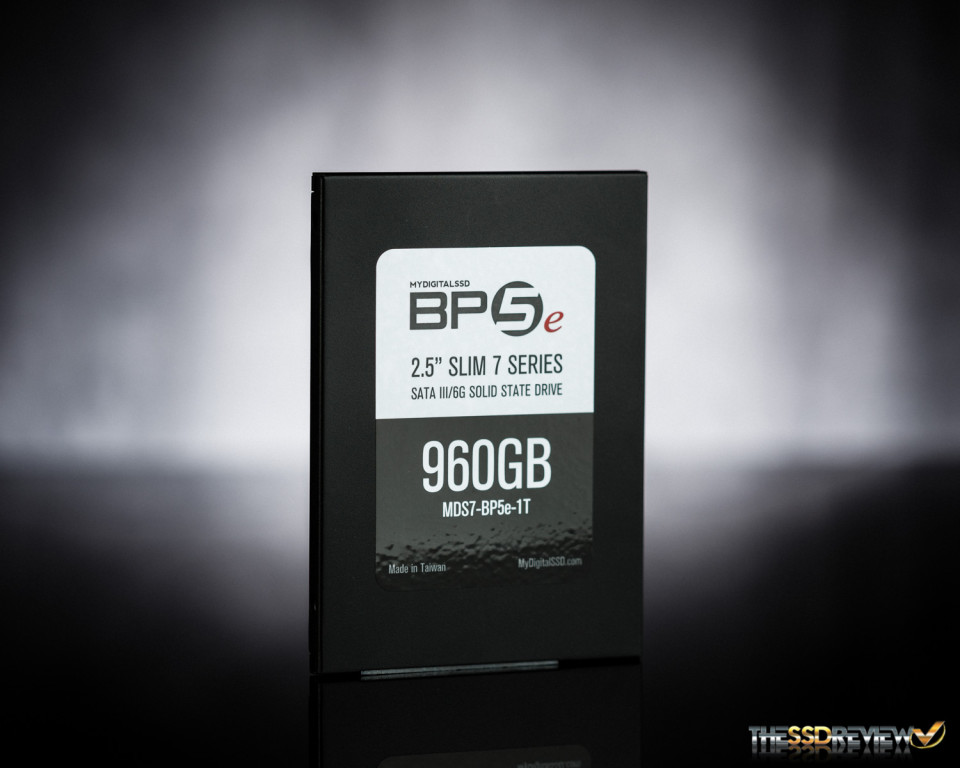 MYDIGITALSSD
BP5e
2.5" SLIM 7 SERIES
SATA III/6G SOLID STATE DRIVE
960GB
MDS7-BP5e-1T
Made in Taiwan
MyDigitalSSD.com
THESSDREVIEW